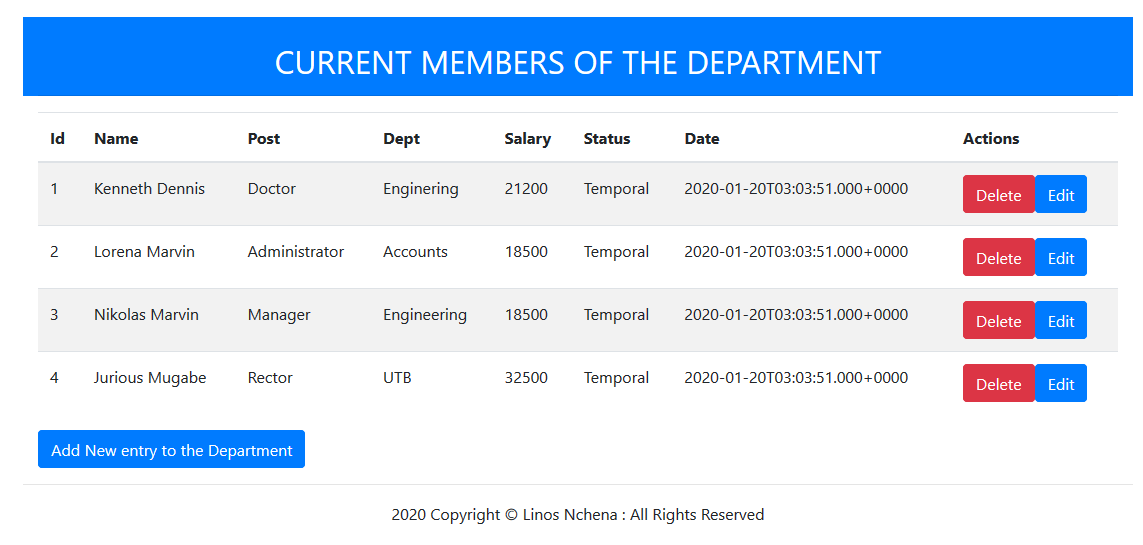 CURRENT MEMBERS OF THE DEPARTMENT
Id Name Post Dept Salary Status Date Actions
1 Kenneth Dennis Doctor Enginering 21200 Temporal 2020-01-20T03:03:51.000+0000 Delete Edit
2 Lorena Marvin Administrator Accounts 18500 Temporal 2020-01-20T03:03:51.000+0000 Delete Edit
3 Nikolas Marvin Manager Engineering 18500 Temporal 2020-01-20T03:03:51.000+0000 Delete Edit
4 Jurious Mugabe Rector UTB 32500 Temporal 2020-01-20T03:03:51.000+0000 Delete Edit
Add New entry to the Department
2020 Copyright © Linos Nchena : All Rights Reserved